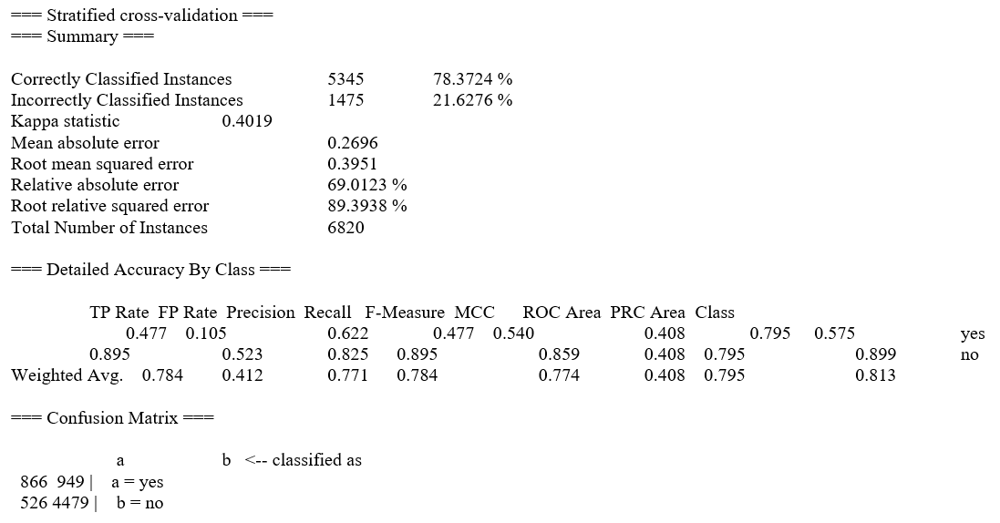 === Stratified cross-validation ===
=== Summary ===
Correctly Classified Instances 5345 78.3724 %
Incorrectly Classified Instances 1475 21.6276 %
Kappa statistic 0.4019
Mean absolute error 0.2696
Root mean squared error 0.3951
Relative absolute error 69.0123 %
Root relative squared error 89.3938 %
Total Number of Instances 6820
=== Detailed Accuracy By Class ===
TP Rate FP Rate Precision Recall F-Measure MCC ROC Area PRC Area Class
0.477 0.105 0.622 0.477 0.540 0.408 0.795 0.575 yes
0.895 0.523 0.825 0.895 0.859 0.408 0.795 0.899 no
Weighted Avg. 0.784 0.412 0.771 0.784 0.774 0.408 0.795 0.813
=== Confusion Matrix ===
a b <-- classified as
866 949 | a = yes
526 4479 | b = no